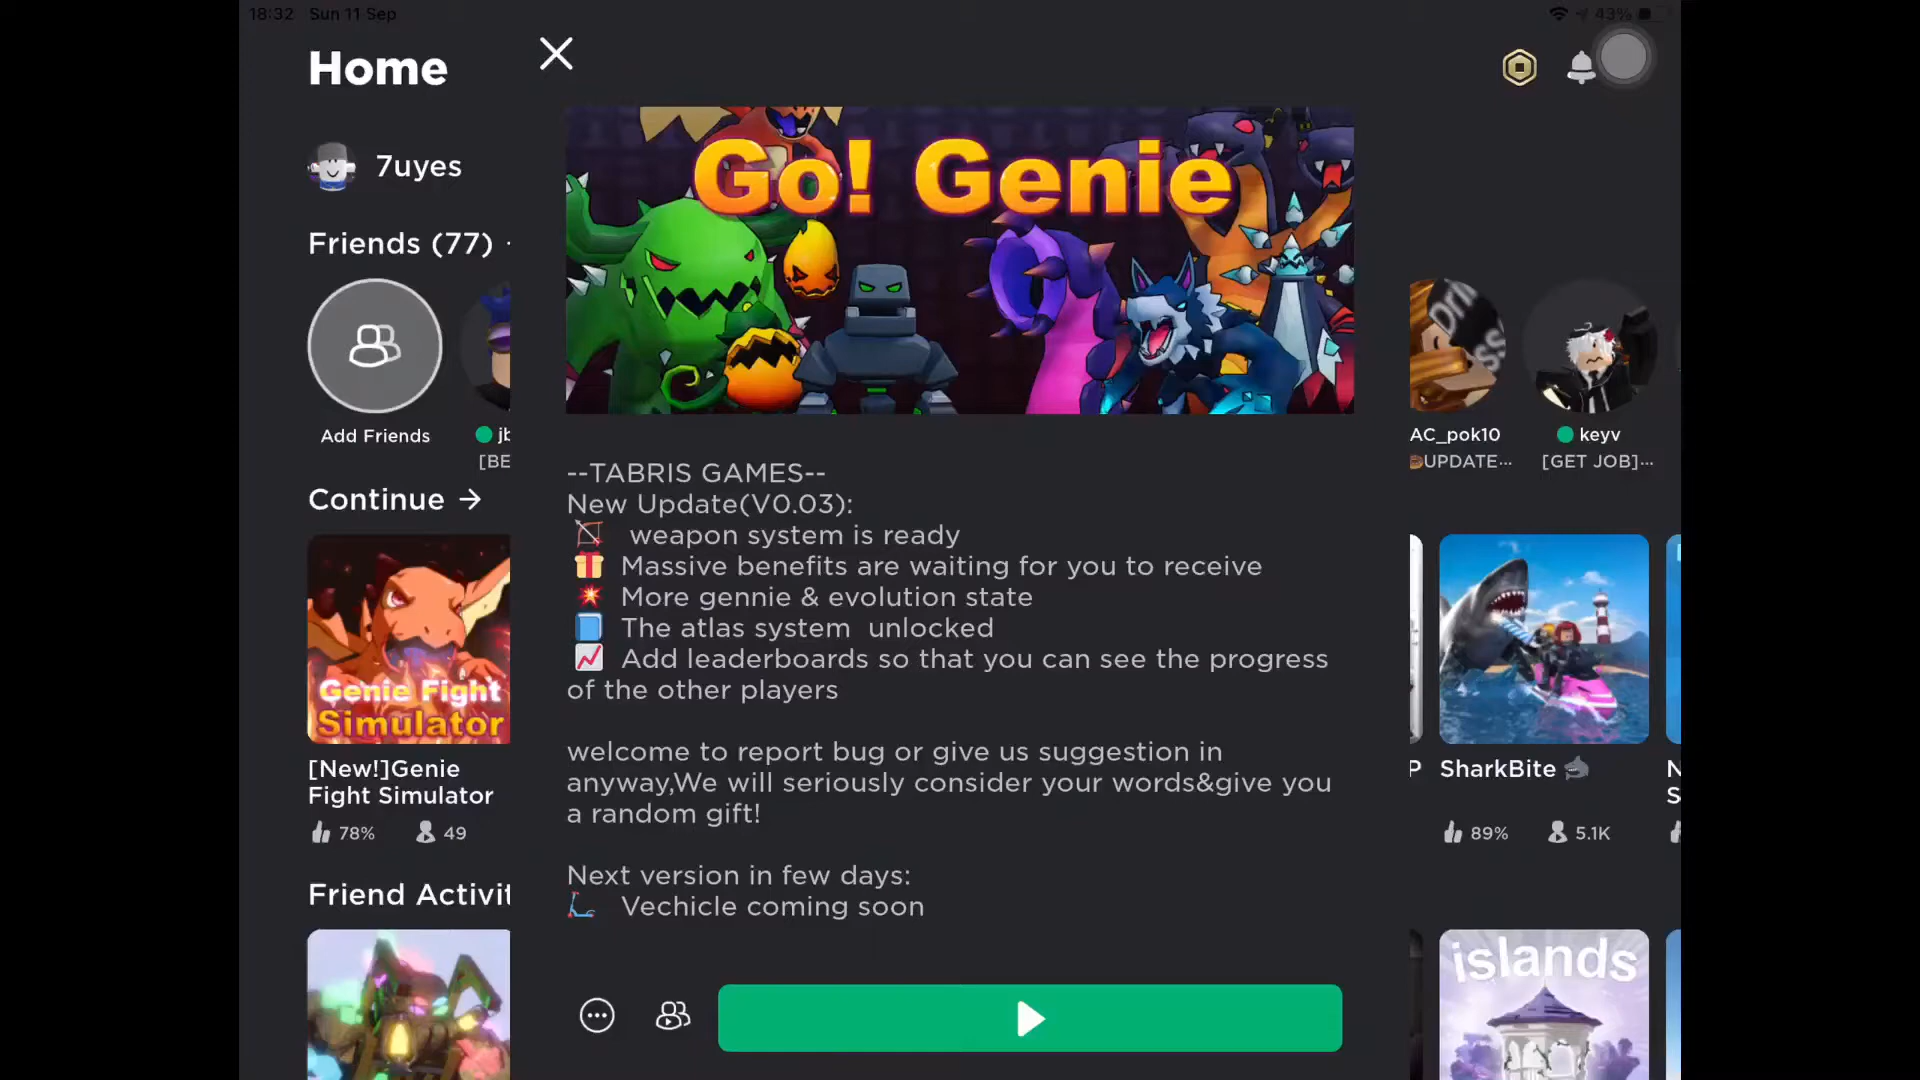 18:32 Sun 11 Sep
43%
Home
7uyes
Friends (77)
Add Friends
jb
[BE
AC_pok10
UPDATE...
keyv
[GET JOB]...
Continue →
Genie Fight
Simulator
[New!]Genie
Fight Simulator
78% 49
Friend Activit
Go! Genie
--TABRIS GAMES--
New Update(V0.03):
🏹 weapon system is ready
🎁 Massive benefits are waiting for you to receive
💥 More gennie & evolution state
📘 The atlas system unlocked
📈 Add leaderboards so that you can see the progress
of the other players
welcome to report bug or give us suggestion in
anyway,We will seriously consider your words&give you
a random gift!
Next version in few days:
🛴 Vechicle coming soon
P
SharkBite 🦈
89% 5.1K
N
S
islands